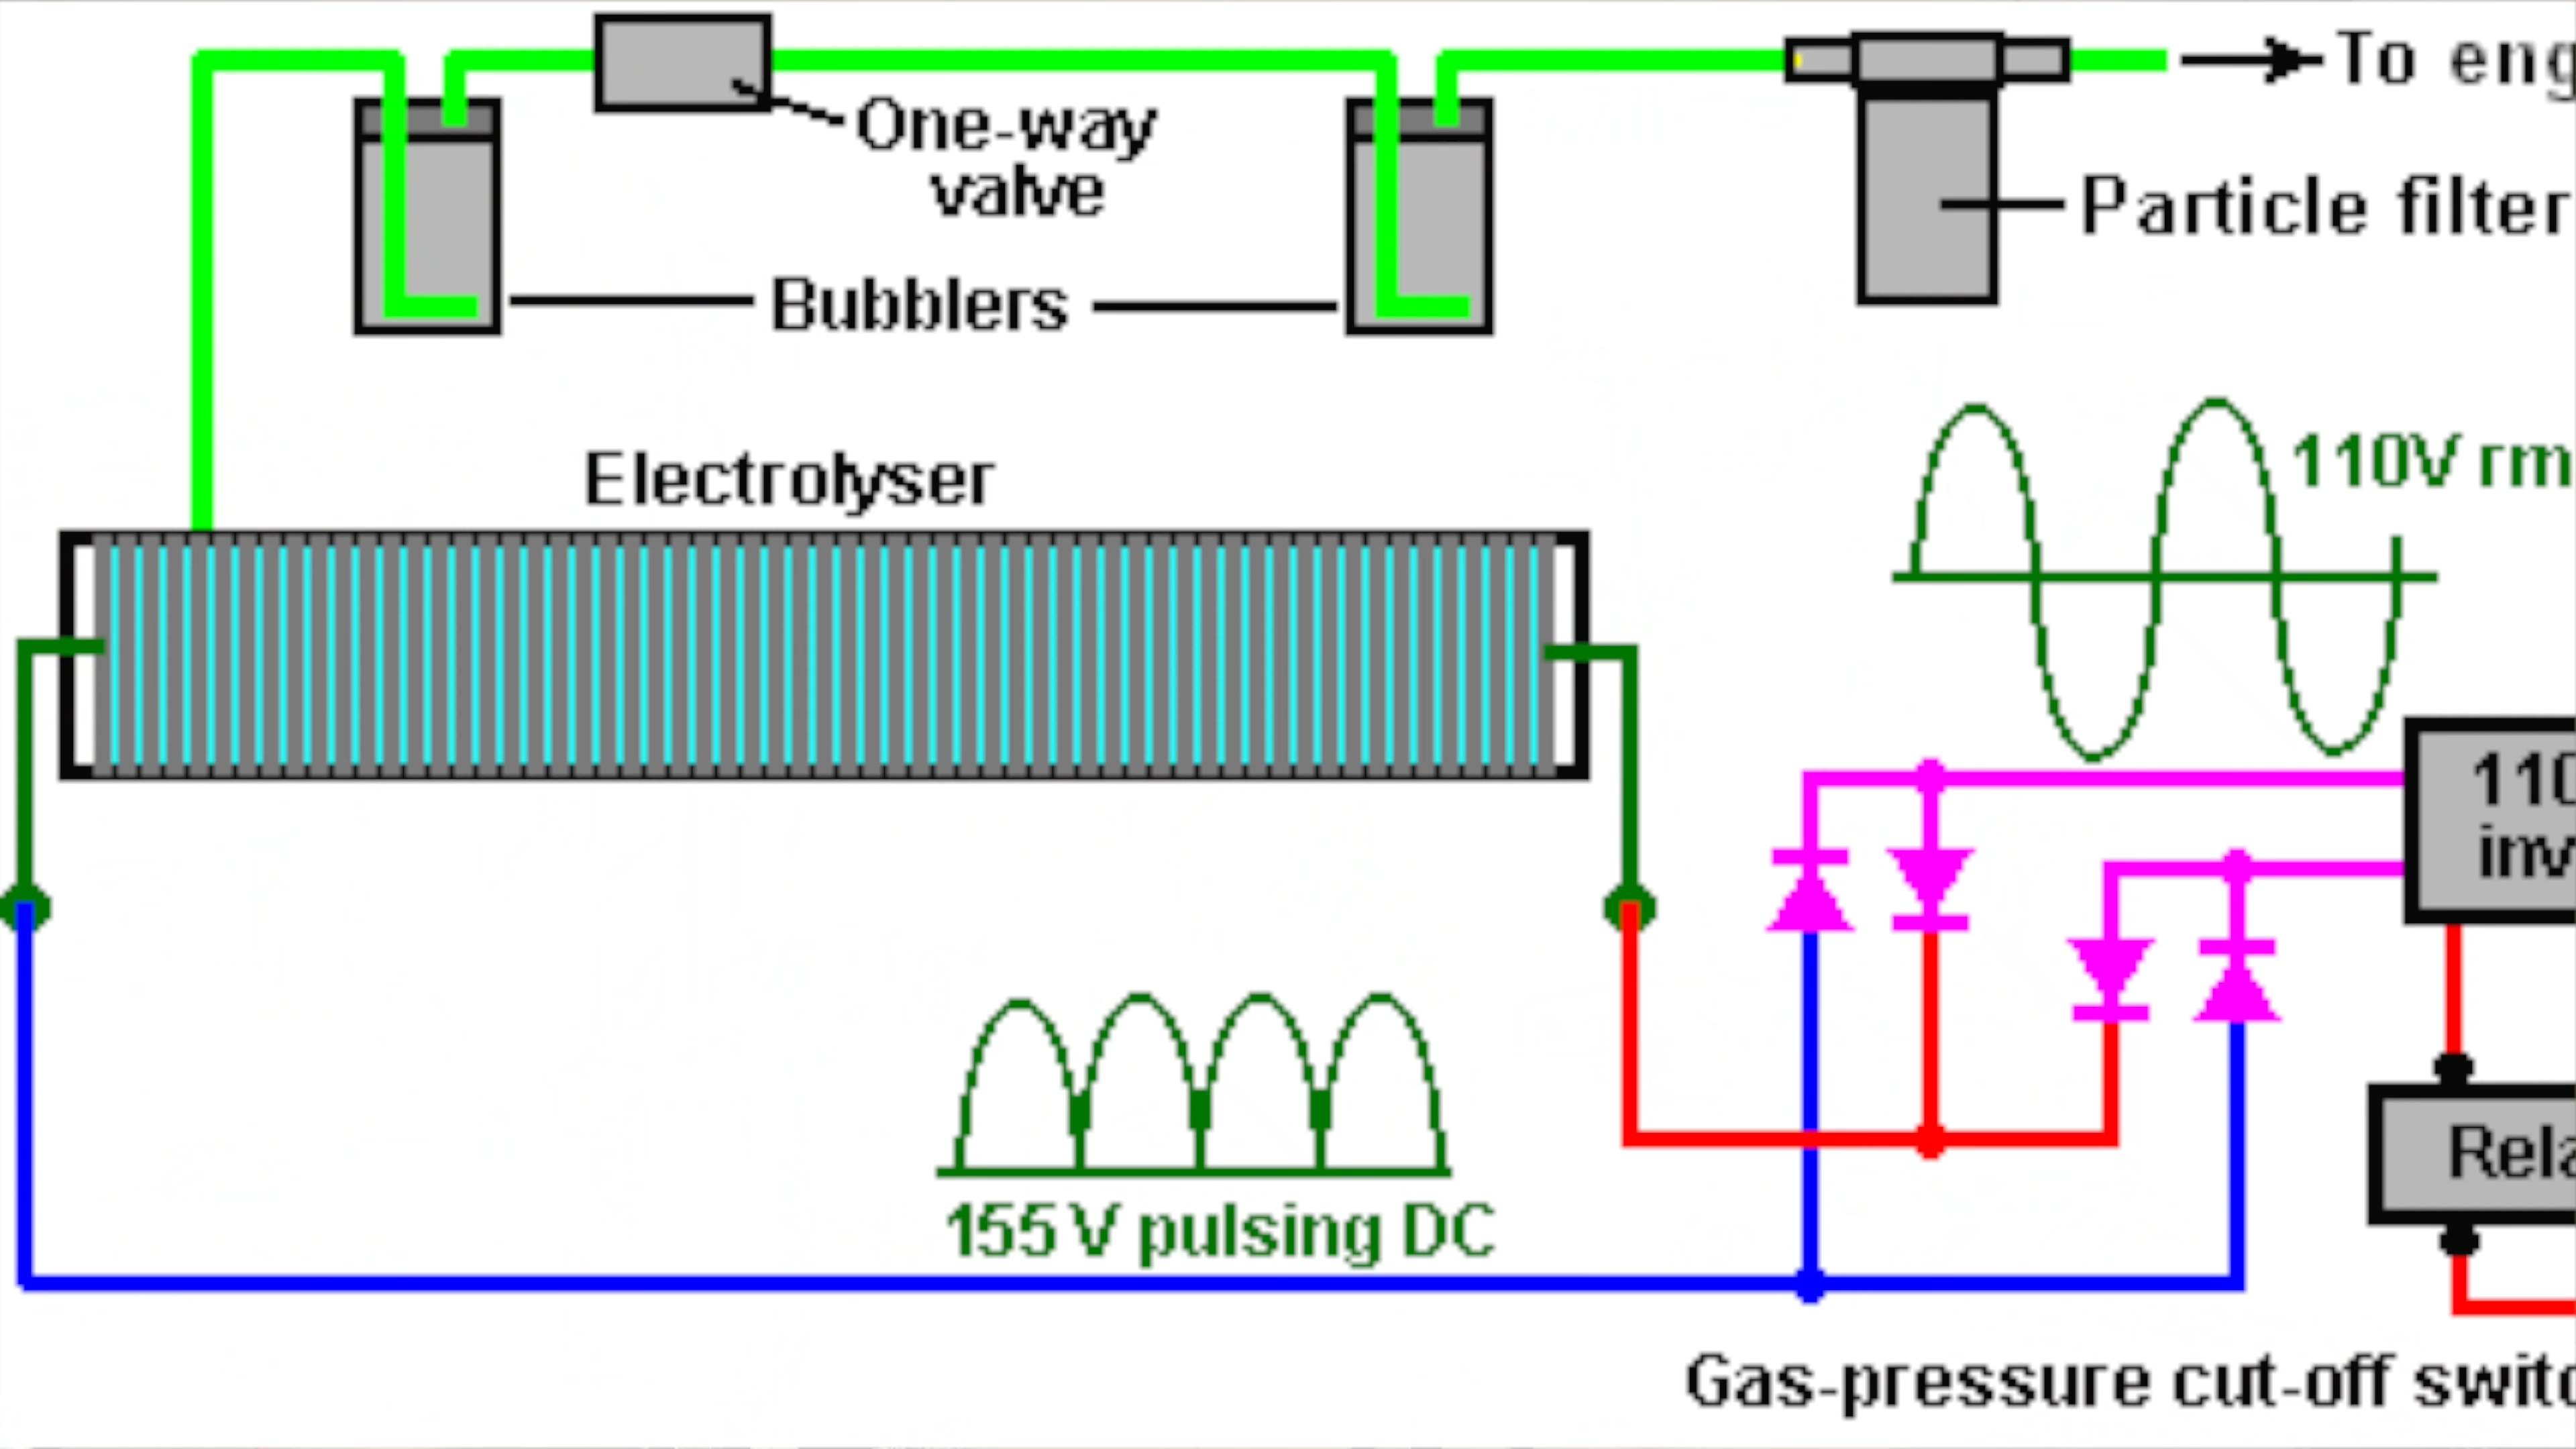 To eng
One-way
valve
Particle filter
Bubblers
Electrolyser
110V rm
110
inv
Rela
155 V pulsing DC
Gas-pressure cut-off switc